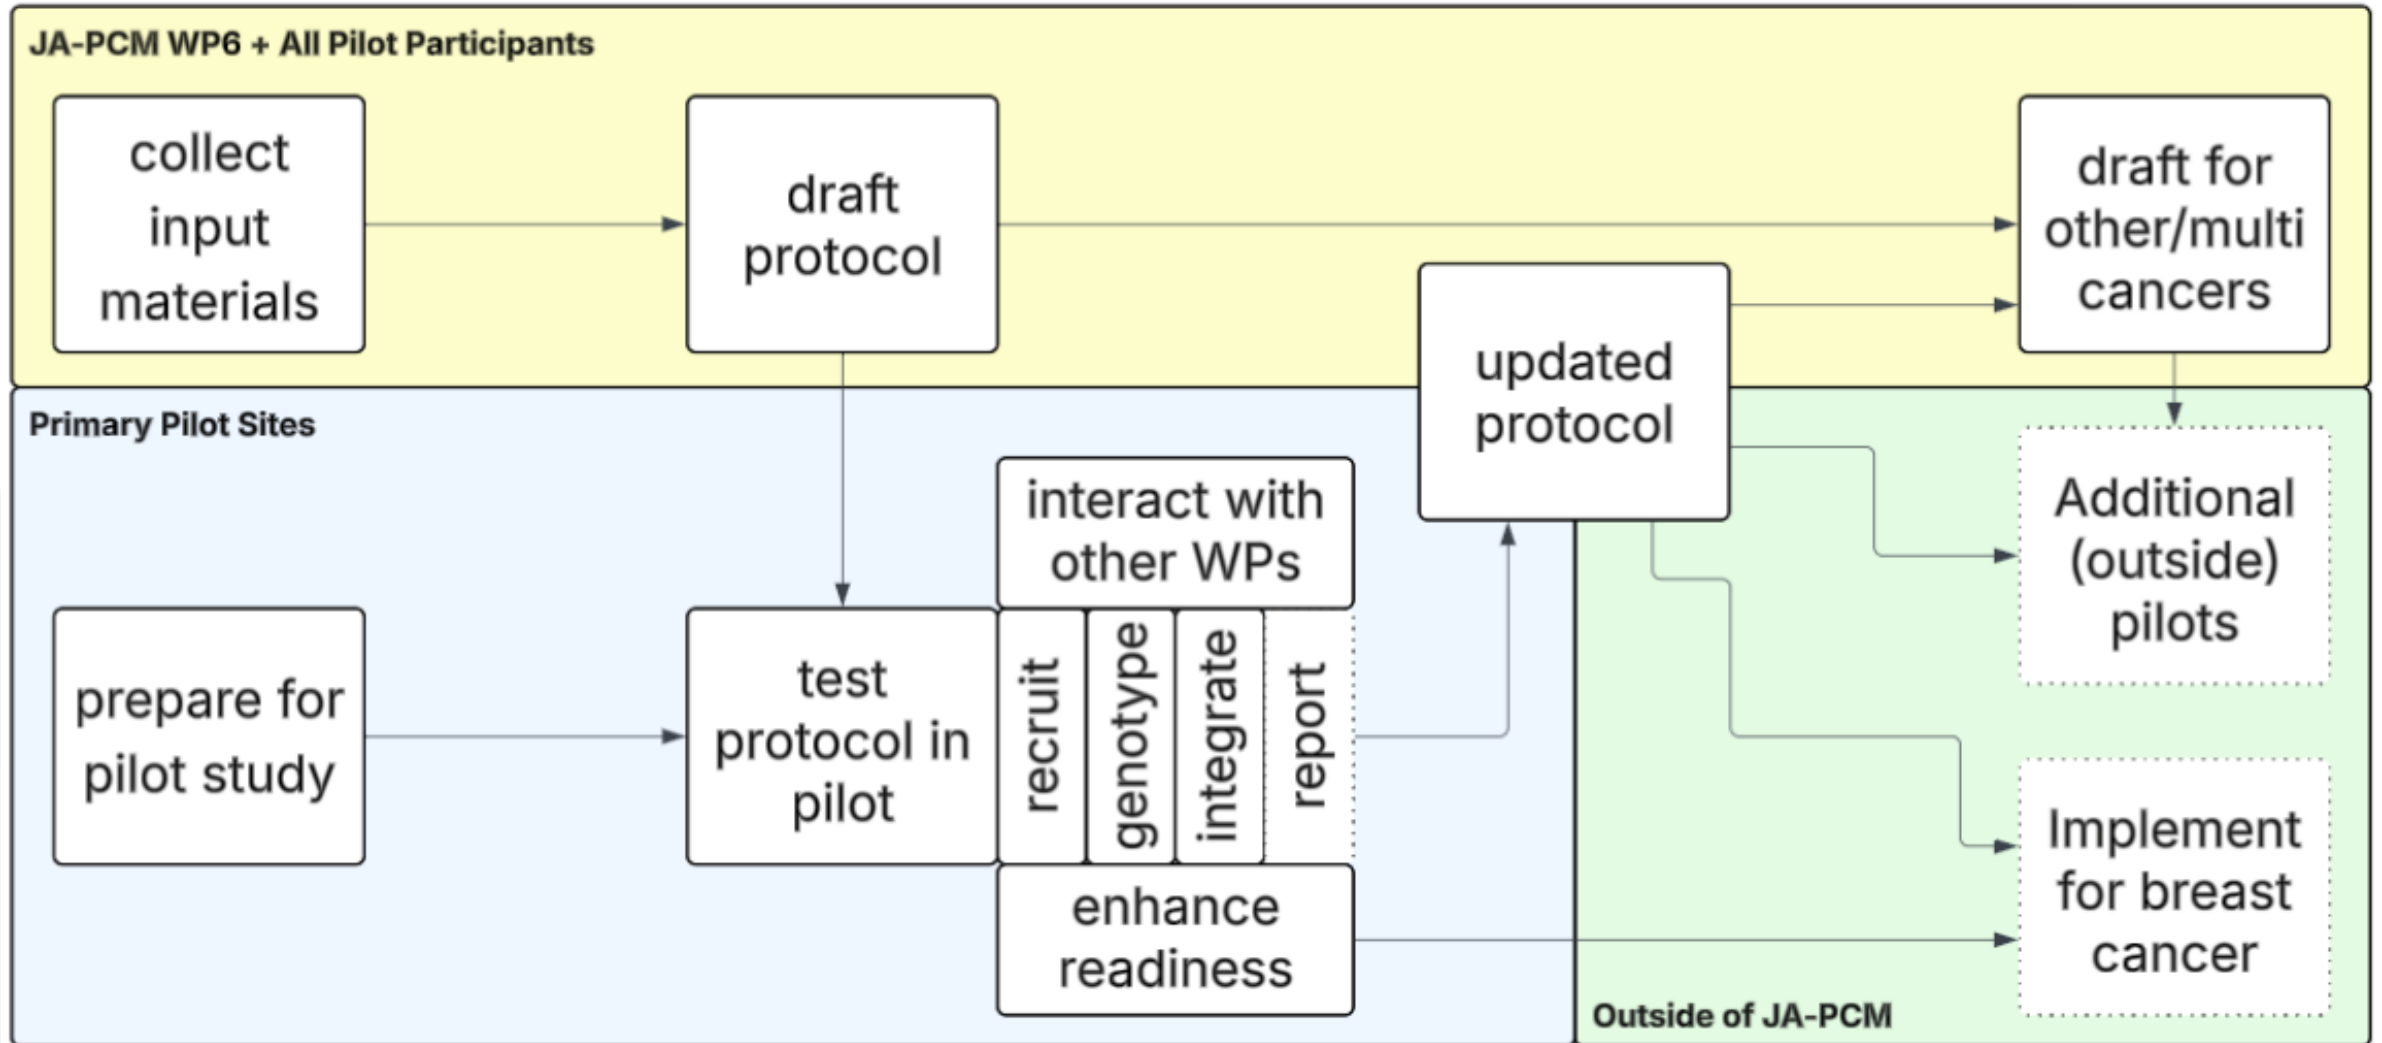 JA-PCM WP6 + All Pilot Participants
collect
input
materials
draft
protocol
draft for
other/multi
cancers
updated
protocol
Primary Pilot Sites
interact with
other WPs
prepare for
pilot study
test
protocol in
pilot
recruit
genotype
integrate
report
enhance
readiness
Additional
(outside)
pilots
Implement
for breast
cancer
Outside of JA-PCM